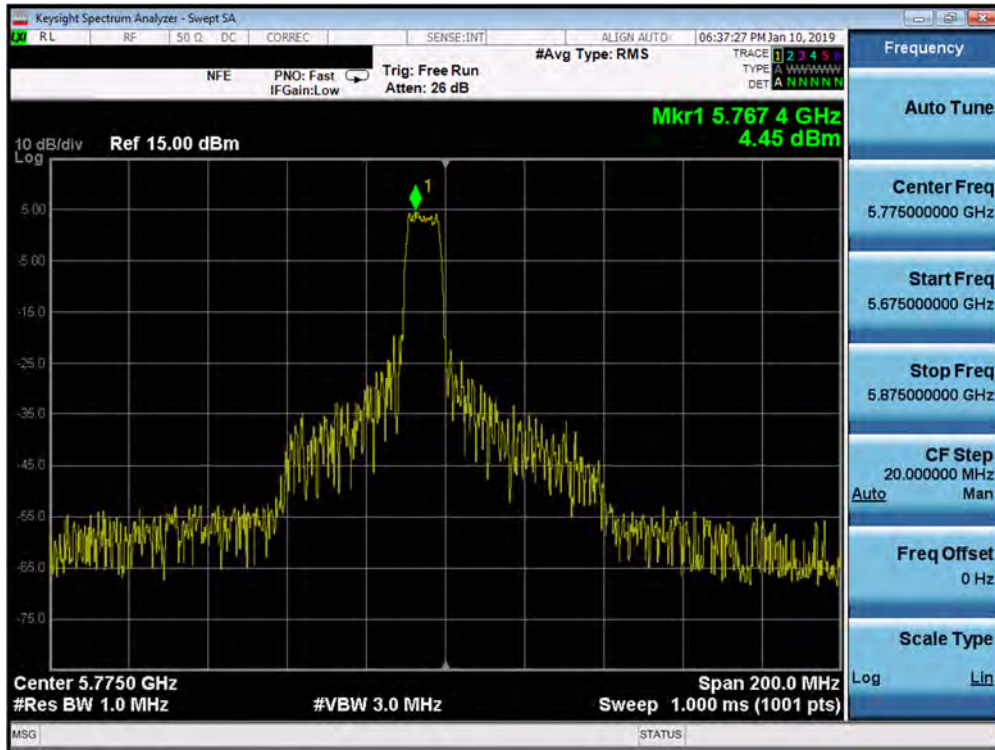 Keysight Spectrum Analyzer - Swept SA
LXI RL RF 50 Ω DC CORREC SENSE:INT ALIGN AUTO 06:37:27 PM Jan 10, 2019
NFE PNO: Fast Trig: Free Run #Avg Type: RMS TRACE 1 2 3 4 5 6
IFGain:Low Atten: 26 dB TYPE A WWWWW
DET A N N N N N
Mkr1 5.767 4 GHz
4.45 dBm
10 dB/div Ref 15.00 dBm
Log
1
5.00
-5.00
-15.0
-25.0
-35.0
-45.0
-55.0
-65.0
-75.0
Center 5.7750 GHz Span 200.0 MHz
#Res BW 1.0 MHz #VBW 3.0 MHz Sweep 1.000 ms (1001 pts)
MSG STATUS
Frequency
Auto Tune
Center Freq
5.775000000 GHz
Start Freq
5.675000000 GHz
Stop Freq
5.875000000 GHz
CF Step
20.000000 MHz
Auto Man
Freq Offset
0 Hz
Scale Type
Log Lin